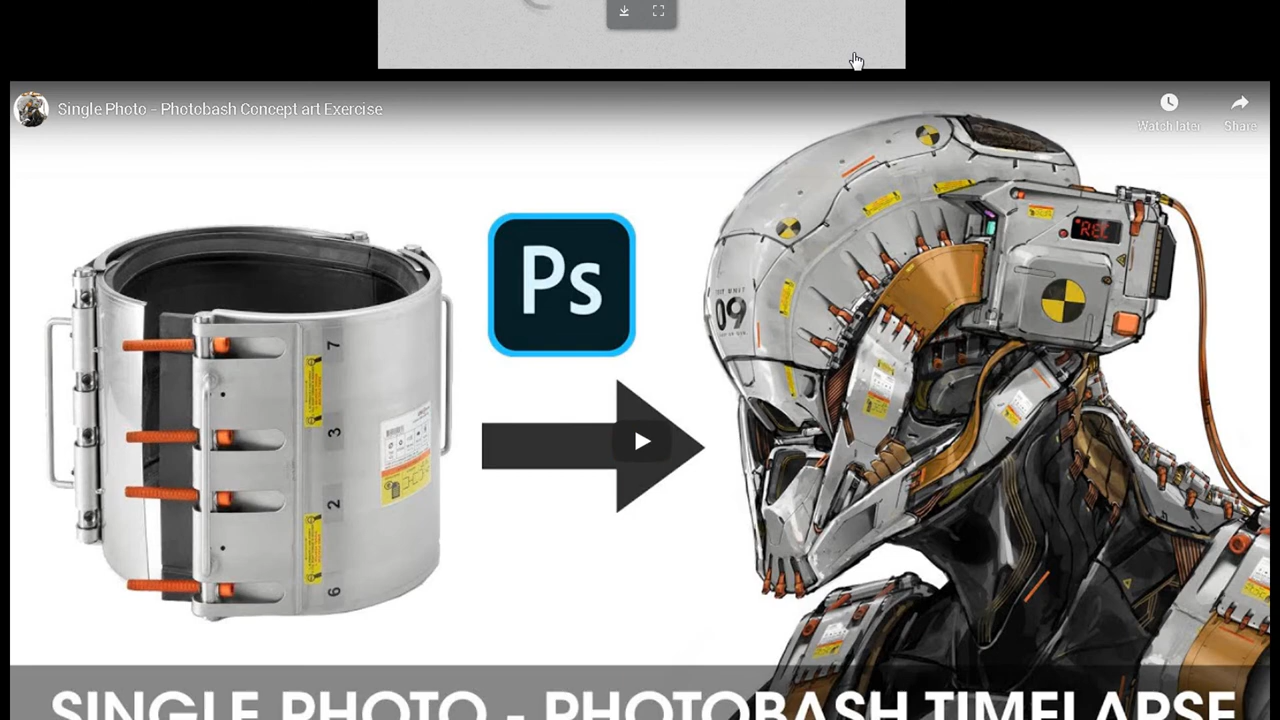 Single Photo - Photobash Concept art Exercise
Watch later
Share
Ps
REC
7
3
2
6
09
SINGLE PHOTO - PHOTOBASH TIMELAPSE